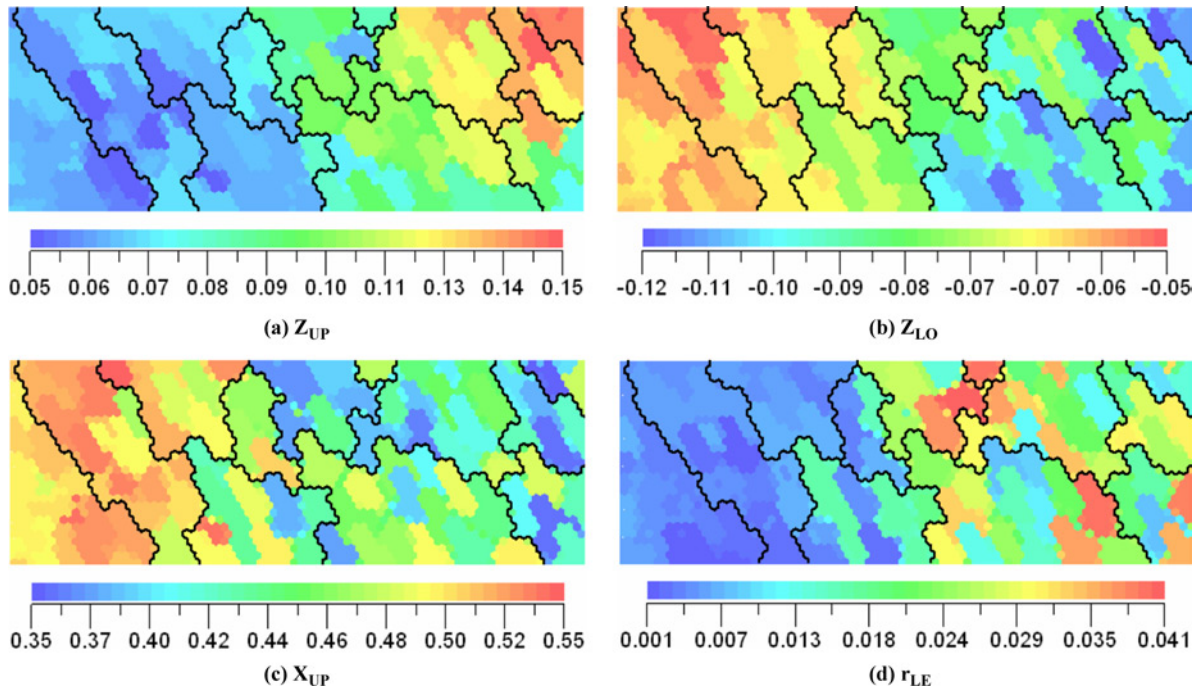 0.05 0.06 0.07 0.08 0.09 0.10 0.11 0.13 0.14 0.15
-0.12 -0.11 -0.10 -0.09 -0.08 -0.07 -0.07 -0.06 -0.05
(a) ZUP
(b) ZLO
0.35 0.37 0.40 0.42 0.44 0.46 0.48 0.50 0.52 0.55
0.001 0.007 0.013 0.018 0.024 0.029 0.035 0.041
(c) XUP
(d) rLE